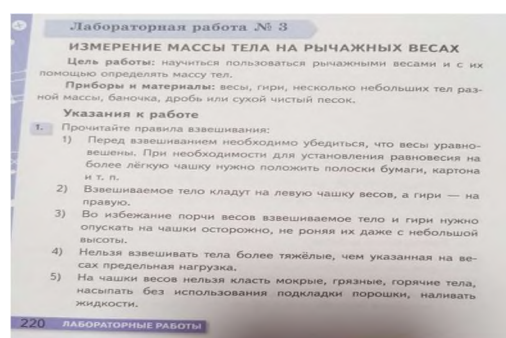 Лабораторная работа № 3
ИЗМЕРЕНИЕ МАССЫ ТЕЛА НА РЫЧАЖНЫХ ВЕСАХ
Цель работы: научиться пользоваться рычажными весами и с их
помощью определять массу тел.
Приборы и материалы: весы, гири, несколько небольших тел раз-
ной массы, баночка, дробь или сухой чистый песок.
Указания к работе
1. Прочитайте правила взвешивания:
1) Перед взвешиванием необходимо убедиться, что весы уравно-
вешены. При необходимости для установления равновесия на
более лёгкую чашку нужно положить полоски бумаги, картона
и т. п.
2) Взвешиваемое тело кладут на левую чашку весов, а гири — на
правую.
3) Во избежание порчи весов взвешиваемое тело и гири нужно
опускать на чашки осторожно, не роняя их даже с небольшой
высоты.
4) Нельзя взвешивать тела более тяжёлые, чем указанная на ве-
сах предельная нагрузка.
5) На чашки весов нельзя класть мокрые, грязные, горячие тела,
насыпать без использования подкладки порошки, наливать
жидкости.
220 ЛАБОРАТОРНЫЕ РАБОТЫ